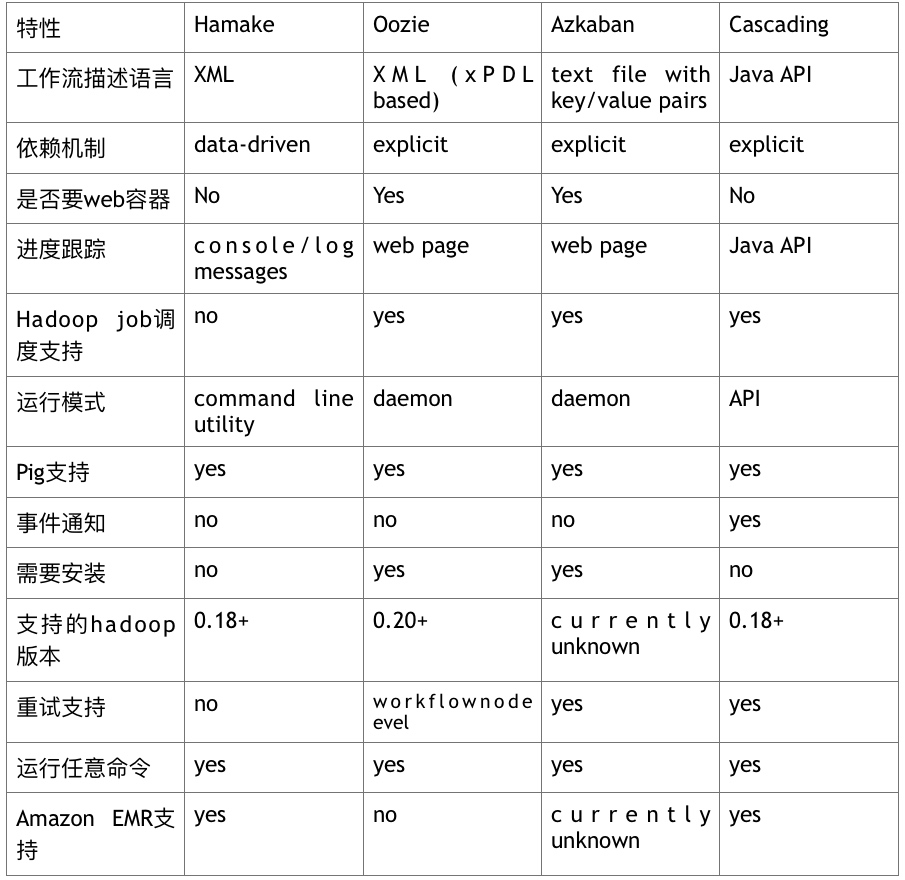 特性 Hamake Oozie Azkaban Cascading
工作流描述语言 XML XML (xPDL based) text file with key/value pairs Java API
依赖机制 data-driven explicit explicit explicit
是否要web容器 No Yes Yes No
进度跟踪 console/log messages web page web page Java API
Hadoop job调度支持 no yes yes yes
运行模式 command line utility daemon daemon API
Pig支持 yes yes yes yes
事件通知 no no no yes
需要安装 no yes yes no
支持的hadoop版本 0.18+ 0.20+ currently unknown 0.18+
重试支持 no workflownode evel yes yes
运行任意命令 yes yes yes yes
Amazon EMR支持 yes no currently unknown yes